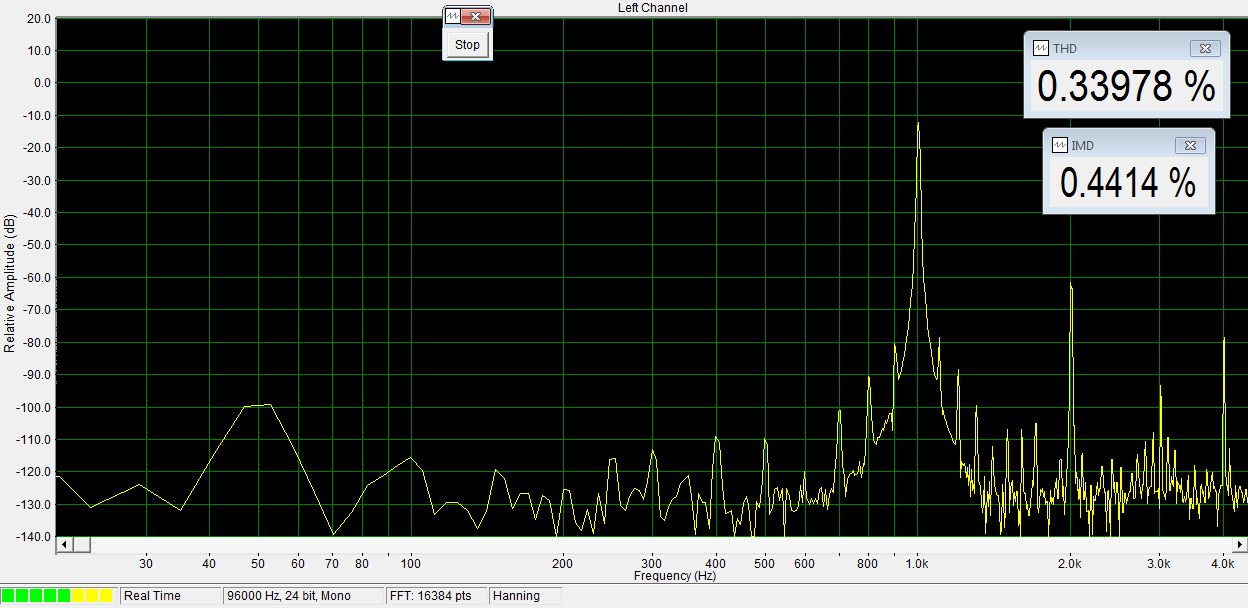 Left Channel
Stop
THD
0.33978 %
IMD
0.4414 %
Relative Amplitude (dB)
20.0
10.0
0.0
-10.0
-20.0
-30.0
-40.0
-50.0
-60.0
-70.0
-80.0
-90.0
-100.0
-110.0
-120.0
-130.0
-140.0
30 40 50 60 70 80 100 200 300 400 500 600 800 1.0k 2.0k 3.0k 4.0k
Frequency (Hz)
Real Time 96000 Hz, 24 bit, Mono FFT: 16384 pts Hanning